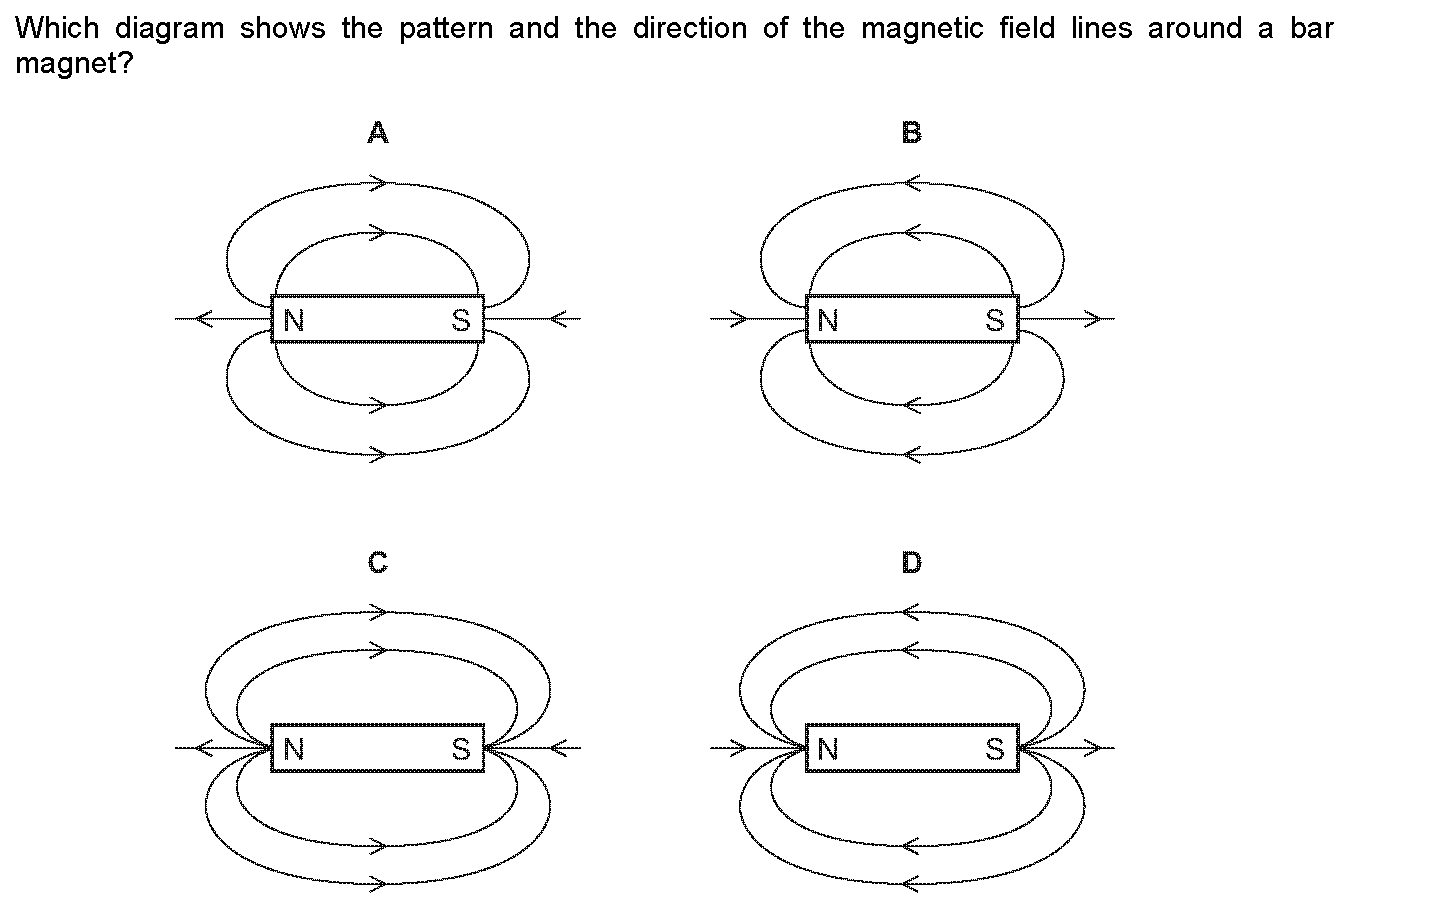 Which diagram shows the pattern and the direction of the magnetic field lines around a bar
magnet?
A
B
N
S
N
S
C
D
N
S
N
S